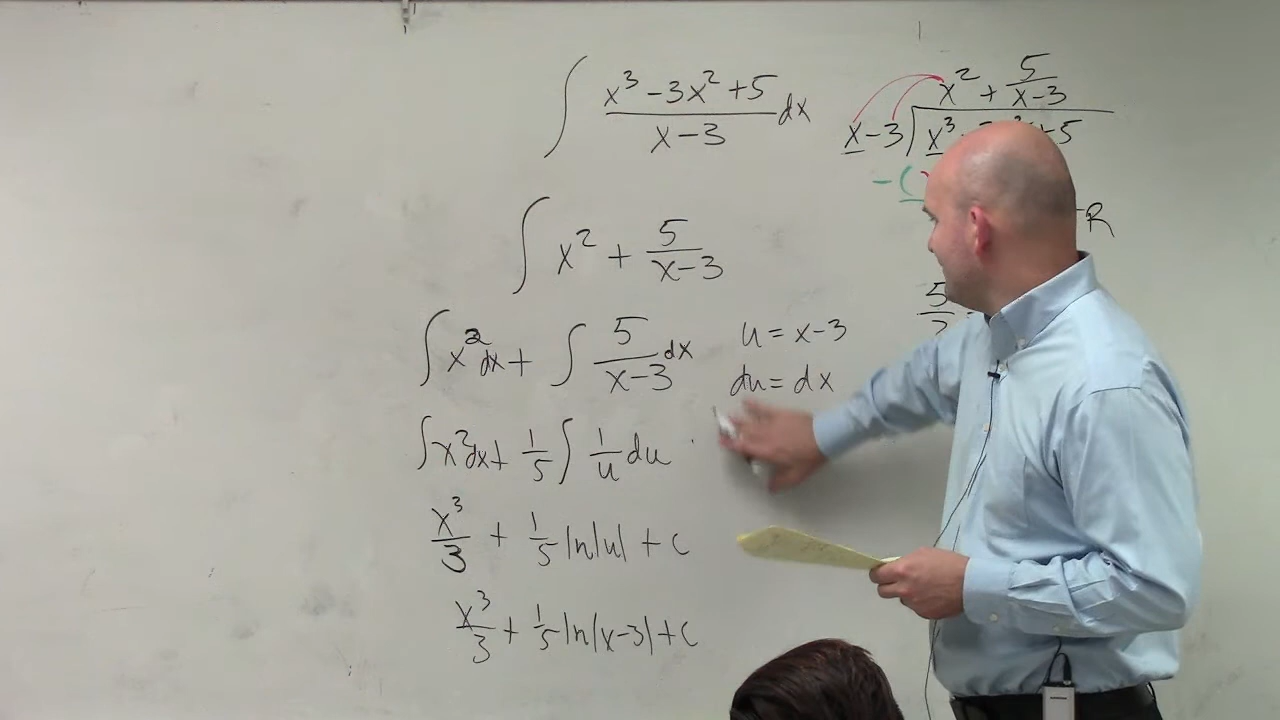 ∫ (x³ − 3x² + 5)/(x − 3) dx
∫ x² + 5/(x − 3)
∫ x² dx + ∫ 5/(x − 3) dx
∫ x² dx + 1/5 ∫ 1/u du
x³/3 + 1/5 ln|u| + c
x³/3 + 1/5 ln|x−3| + c
u = x − 3
du = dx
x² + 5/(x − 3)
x − 3 ) x³ +5
−(
R
5